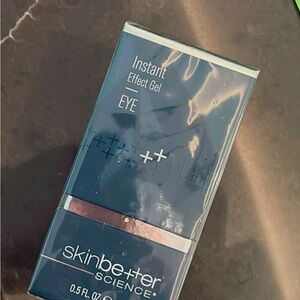 Instant
Effect Gel
EYE
skinbetter
SCIENCE®
0.5 FL OZ